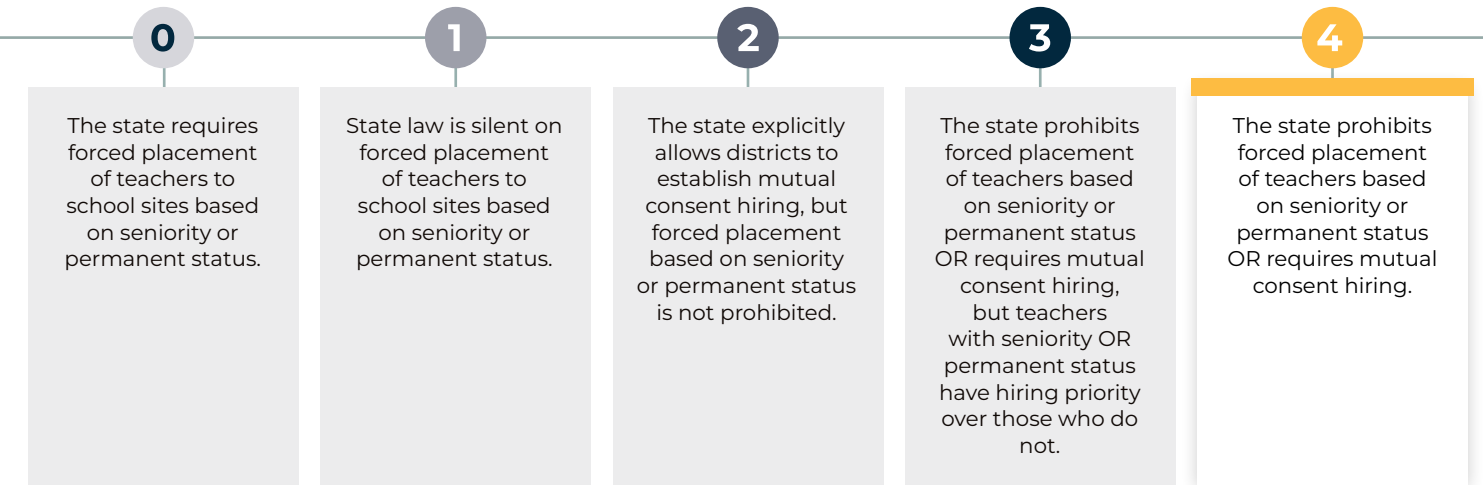 0
The state requires
forced placement
of teachers to
school sites based
on seniority or
permanent status.
1
State law is silent on
forced placement
of teachers to
school sites based
on seniority or
permanent status.
2
The state explicitly
allows districts to
establish mutual
consent hiring, but
forced placement
based on seniority
or permanent status
is not prohibited.
3
The state prohibits
forced placement
of teachers based
on seniority or
permanent status
OR requires mutual
consent hiring,
but teachers
with seniority OR
permanent status
have hiring priority
over those who do
not.
4
The state prohibits
forced placement
of teachers based
on seniority or
permanent status
OR requires mutual
consent hiring.